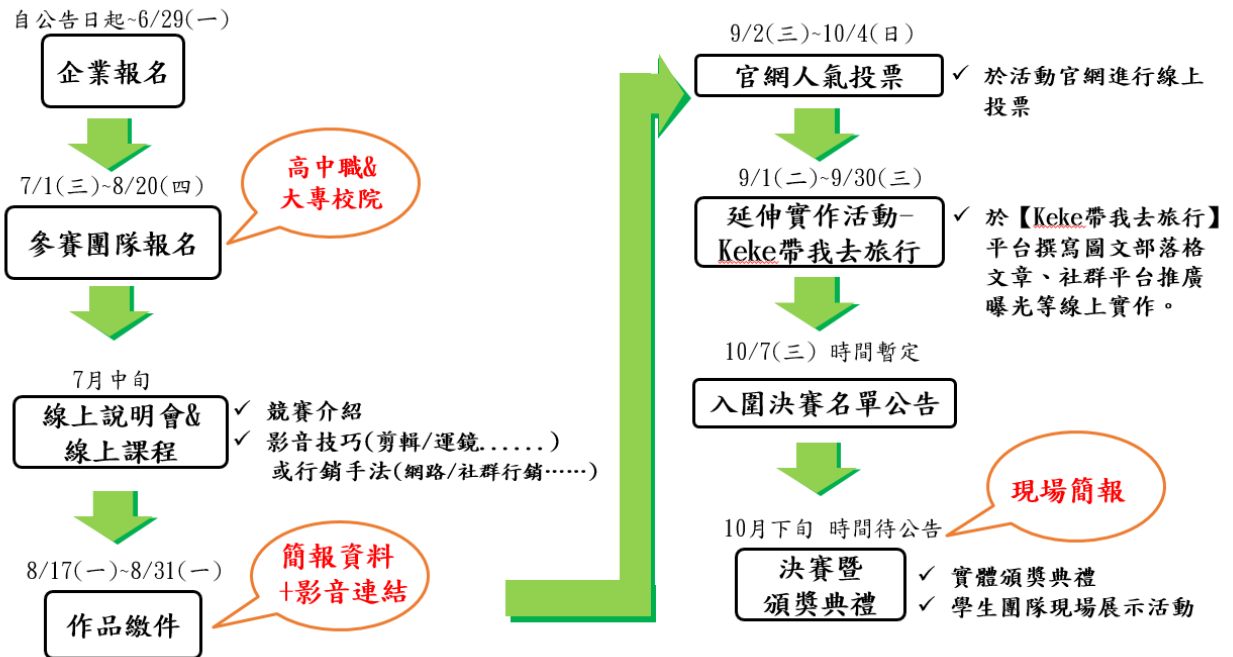 自公告日起~6/29(一)
企業報名
7/1(三)~8/20(四)
高中職&
大專校院
參賽團隊報名
7月中旬
線上說明會&
線上課程
✓ 競賽介紹
✓ 影音技巧(剪輯/運鏡......)
或行銷手法(網路/社群行銷……)
8/17(一)~8/31(一)
簡報資料
+影音連結
作品繳件
9/2(三)~10/4(日)
官網人氣投票
✓ 於活動官網進行線上
投票
9/1(二)~9/30(三)
延伸實作活動-
Keke帶我去旅行
✓ 於【Keke帶我去旅行】
平台撰寫圖文部落格
文章、社群平台推廣
曝光等線上實作。
10/7(三) 時間暫定
入圍決賽名單公告
現場簡報
10月下旬 時間待公告
決賽暨
頒獎典禮
✓ 實體頒獎典禮
✓ 學生團隊現場展示活動